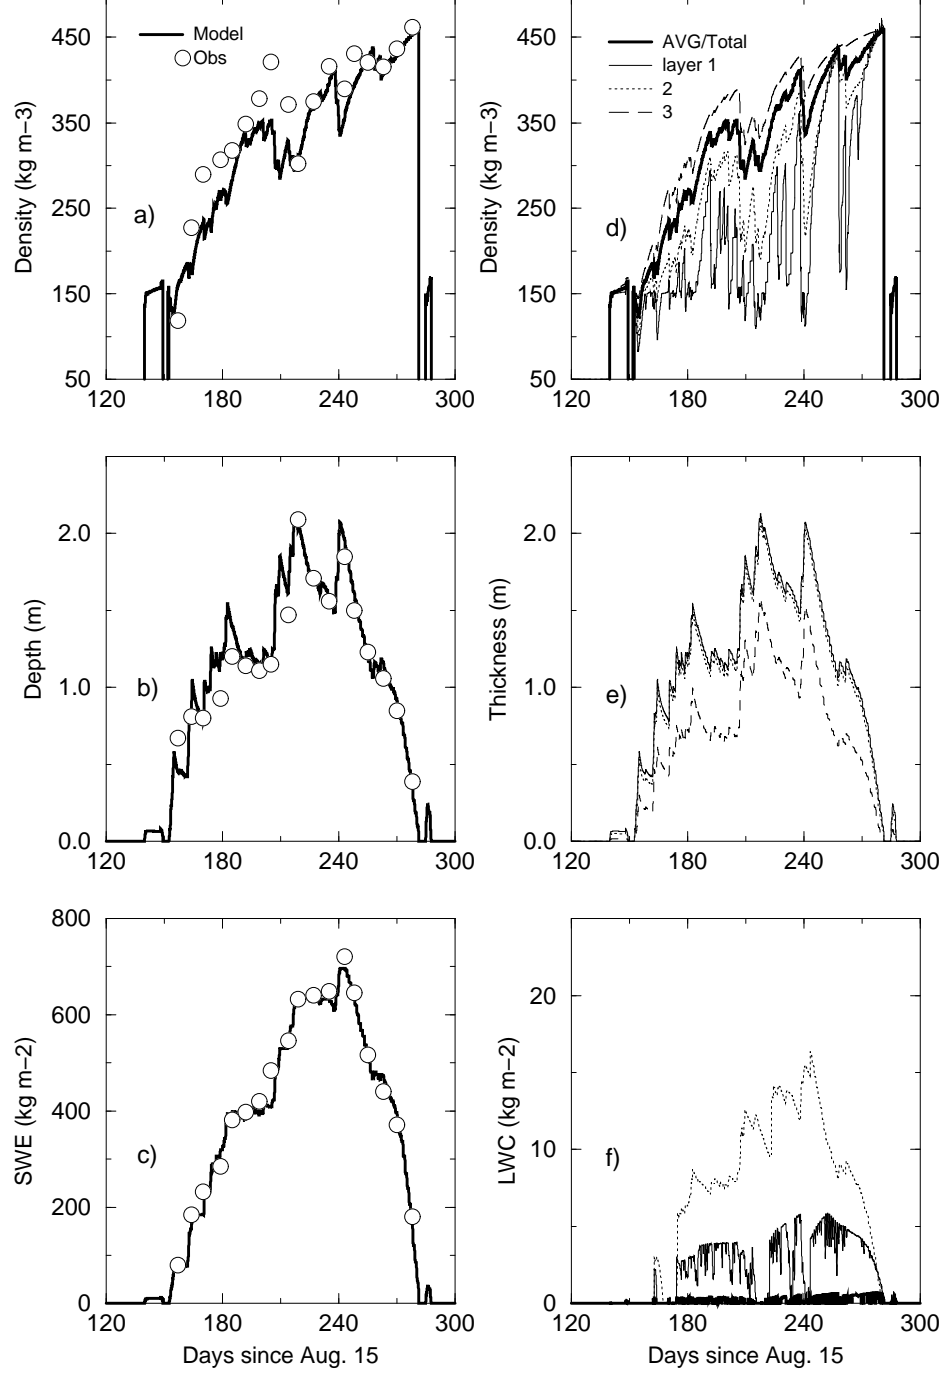 450
350
250
150
50
Density (kg m−3)
Model
Obs
a)
120 180 240 300
450
350
250
150
50
Density (kg m−3)
AVG/Total
layer 1
2
3
d)
120 180 240 300
2.0
1.0
0.0
Depth (m)
b)
120 180 240 300
2.0
1.0
0.0
Thickness (m)
e)
120 180 240 300
800
600
400
200
0
SWE (kg m−2)
c)
120 180 240 300
Days since Aug. 15
20
10
0
LWC (kg m−2)
f)
120 180 240 300
Days since Aug. 15